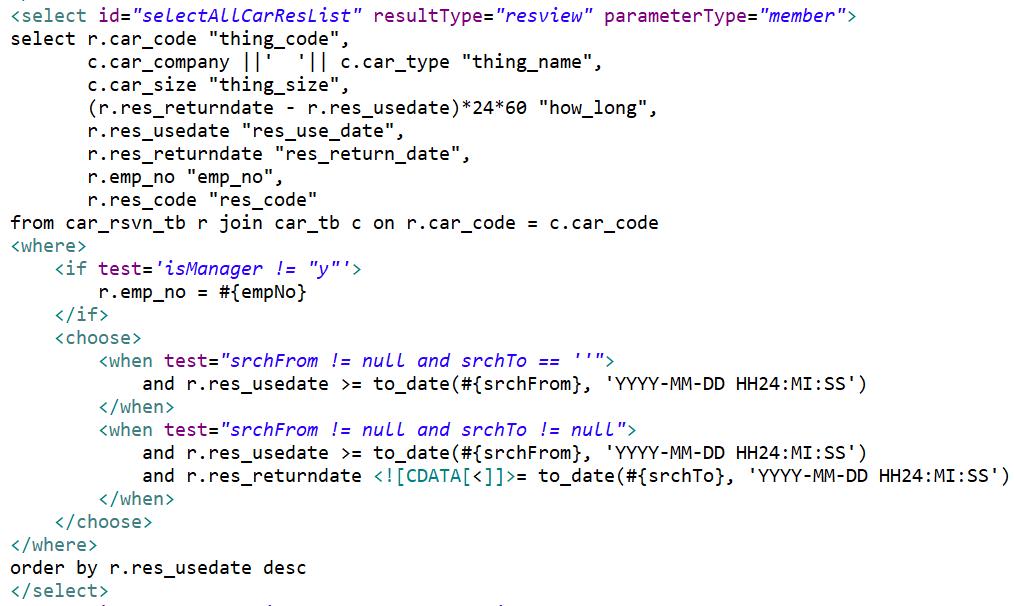 <select id="selectAllCarResList" resultType="resview" parameterType="member">
select r.car_code "thing_code",
       c.car_company ||'  '|| c.car_type "thing_name",
       c.car_size "thing_size",
       (r.res_returndate - r.res_usedate)*24*60 "how_long",
       r.res_usedate "res_use_date",
       r.res_returndate "res_return_date",
       r.emp_no "emp_no",
       r.res_code "res_code"
from car_rsvn_tb r join car_tb c on r.car_code = c.car_code
<where>
    <if test='isManager != "y"'>
        r.emp_no = #{empNo}
    </if>
    <choose>
        <when test="srchFrom != null and srchTo == ''">
            and r.res_usedate >= to_date(#{srchFrom}, 'YYYY-MM-DD HH24:MI:SS')
        </when>
        <when test="srchFrom != null and srchTo != null">
            and r.res_usedate >= to_date(#{srchFrom}, 'YYYY-MM-DD HH24:MI:SS')
            and r.res_returndate <![CDATA[<]]>= to_date(#{srchTo}, 'YYYY-MM-DD HH24:MI:SS')
        </when>
    </choose>
</where>
order by r.res_usedate desc
</select>